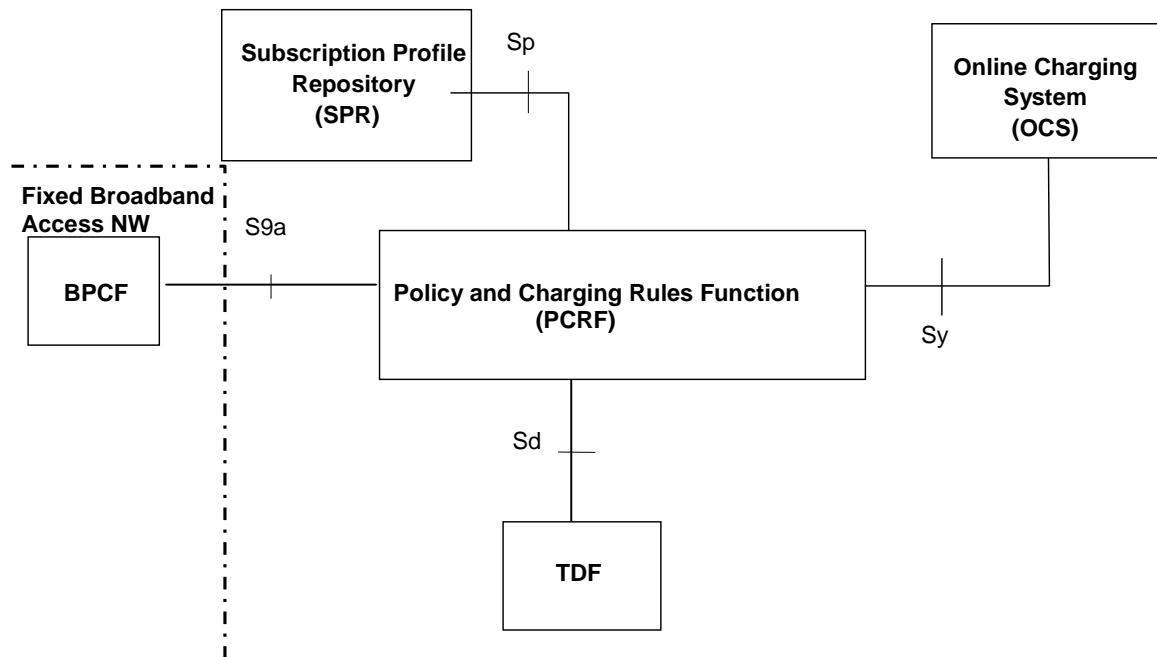 Subscription Profile
Repository
(SPR)
Sp
Online Charging
System
(OCS)
Fixed Broadband
Access NW
S9a
BPCF
Policy and Charging Rules Function
(PCRF)
Sy
Sd
TDF